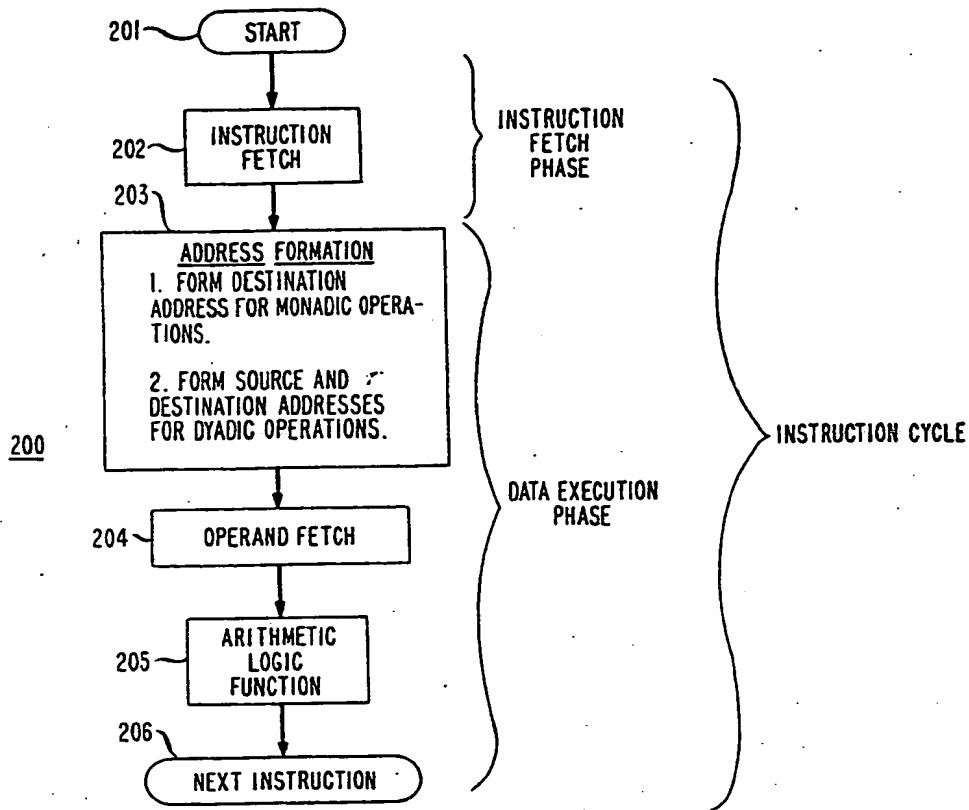 201
START
202
INSTRUCTION
FETCH
INSTRUCTION
FETCH
PHASE
203
ADDRESS FORMATION
1. FORM DESTINATION
ADDRESS FOR MONADIC OPERA-
TIONS.
2. FORM SOURCE AND
DESTINATION ADDRESSES
FOR DYADIC OPERATIONS.
200
INSTRUCTION CYCLE
DATA EXECUTION
PHASE
204
OPERAND FETCH
205
ARITHMETIC
LOGIC
FUNCTION
206
NEXT INSTRUCTION